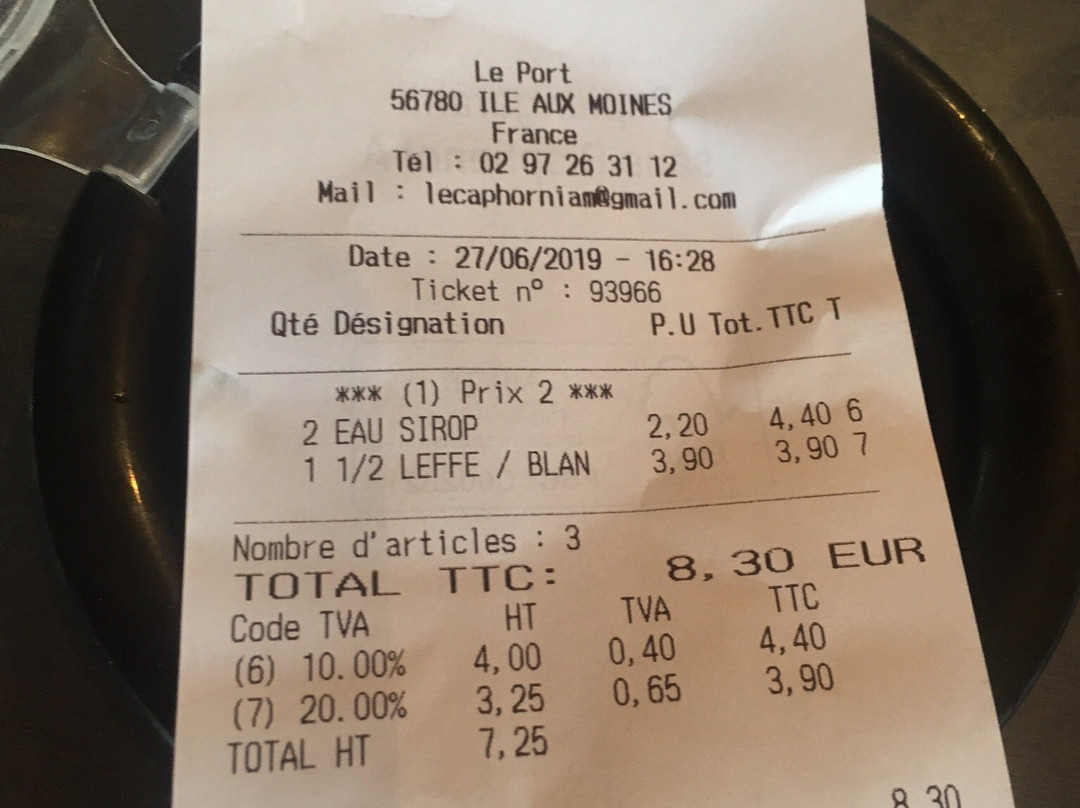 Le Port
56780 ILE AUX MOINES
France
Tél : 02 97 26 31 12
Mail : lecaphorniam@gmail.com
Date : 27/06/2019 - 16:28
Ticket n° : 93966
Qté Désignation P.U Tot. TTC T
*** (1) Prix 2 ***
2 EAU SIROP 2,20 4,40 6
1 1/2 LEFFE / BLAN 3,90 3,90 7
Nombre d'articles : 3
TOTAL TTC: 8,30 EUR
Code TVA HT TVA TTC
(6) 10.00% 4,00 0,40 4,40
(7) 20.00% 3,25 0,65 3,90
TOTAL HT 7,25
8,30